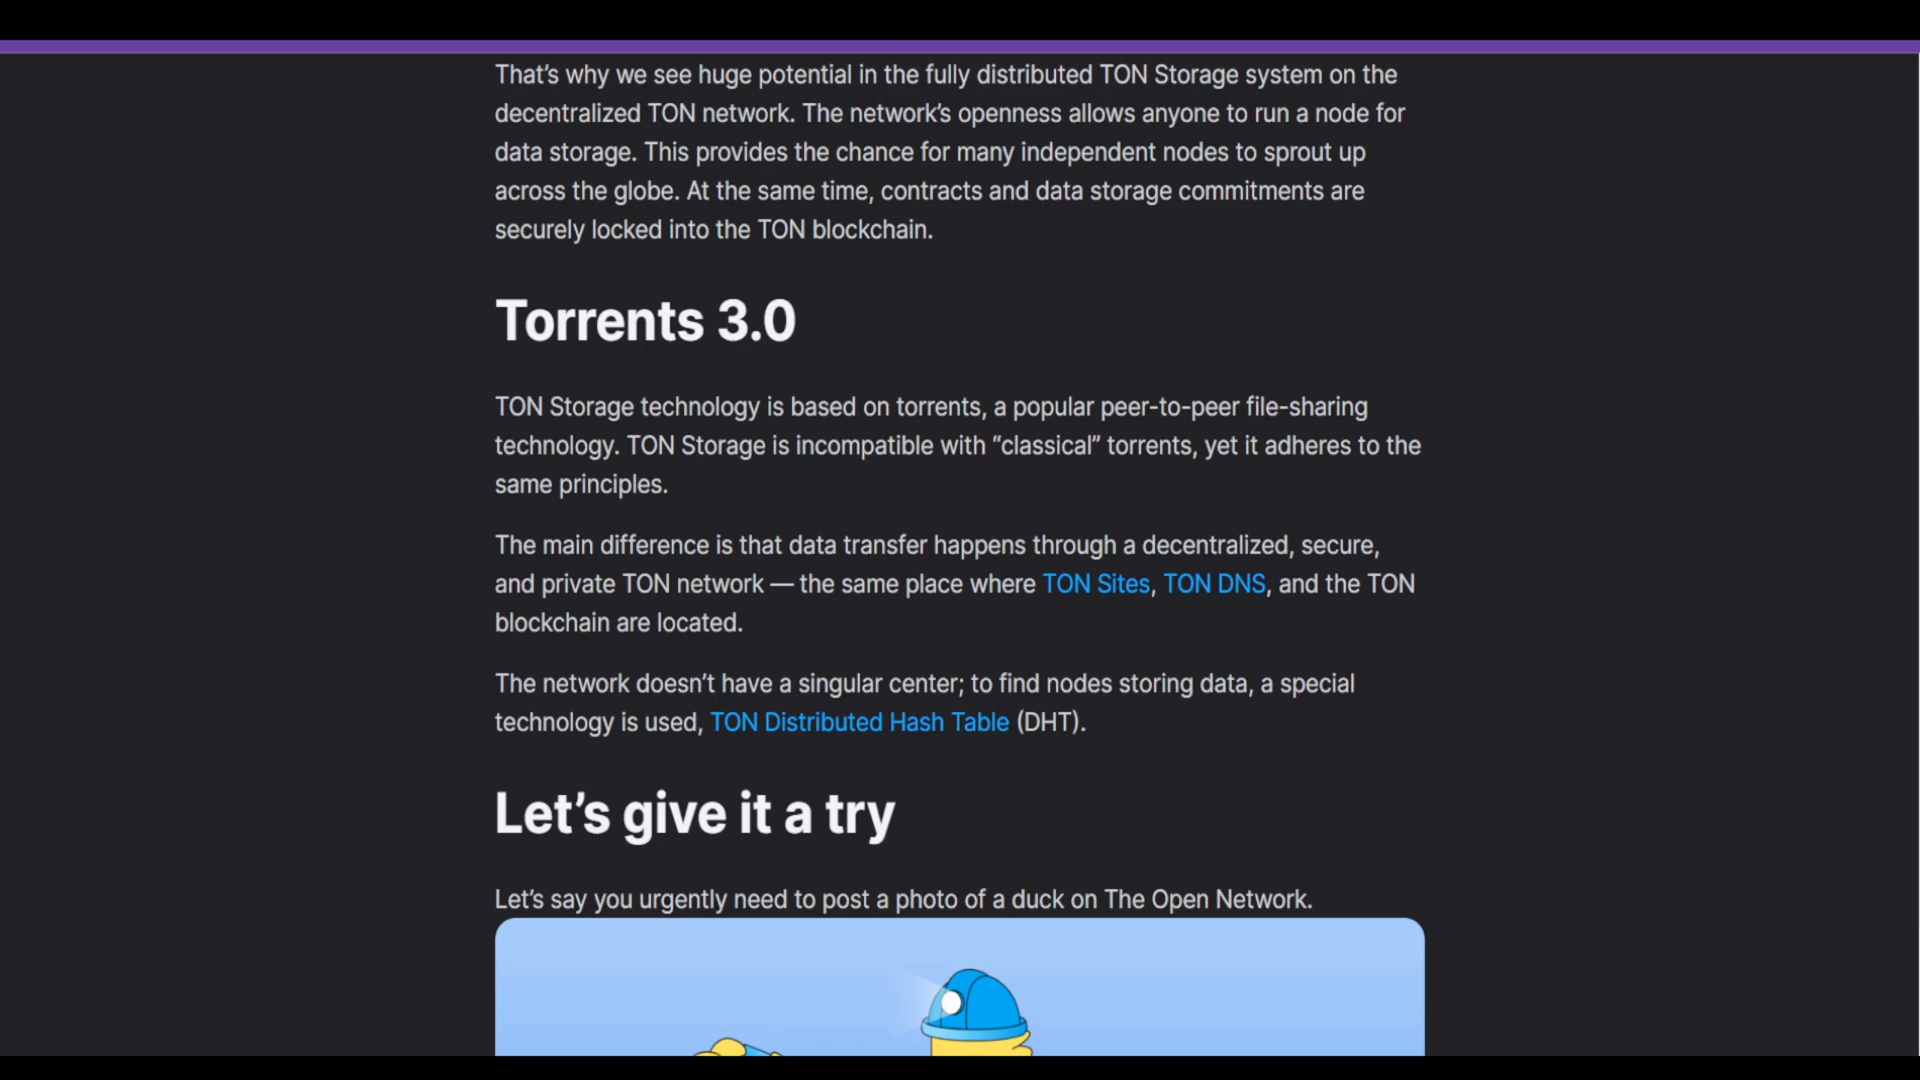 That’s why we see huge potential in the fully distributed TON Storage system on the
decentralized TON network. The network’s openness allows anyone to run a node for
data storage. This provides the chance for many independent nodes to sprout up
across the globe. At the same time, contracts and data storage commitments are
securely locked into the TON blockchain.
Torrents 3.0
TON Storage technology is based on torrents, a popular peer-to-peer file-sharing
technology. TON Storage is incompatible with “classical” torrents, yet it adheres to the
same principles.
The main difference is that data transfer happens through a decentralized, secure,
and private TON network — the same place where TON Sites, TON DNS, and the TON
blockchain are located.
The network doesn’t have a singular center; to find nodes storing data, a special
technology is used, TON Distributed Hash Table (DHT).
Let’s give it a try
Let’s say you urgently need to post a photo of a duck on The Open Network.